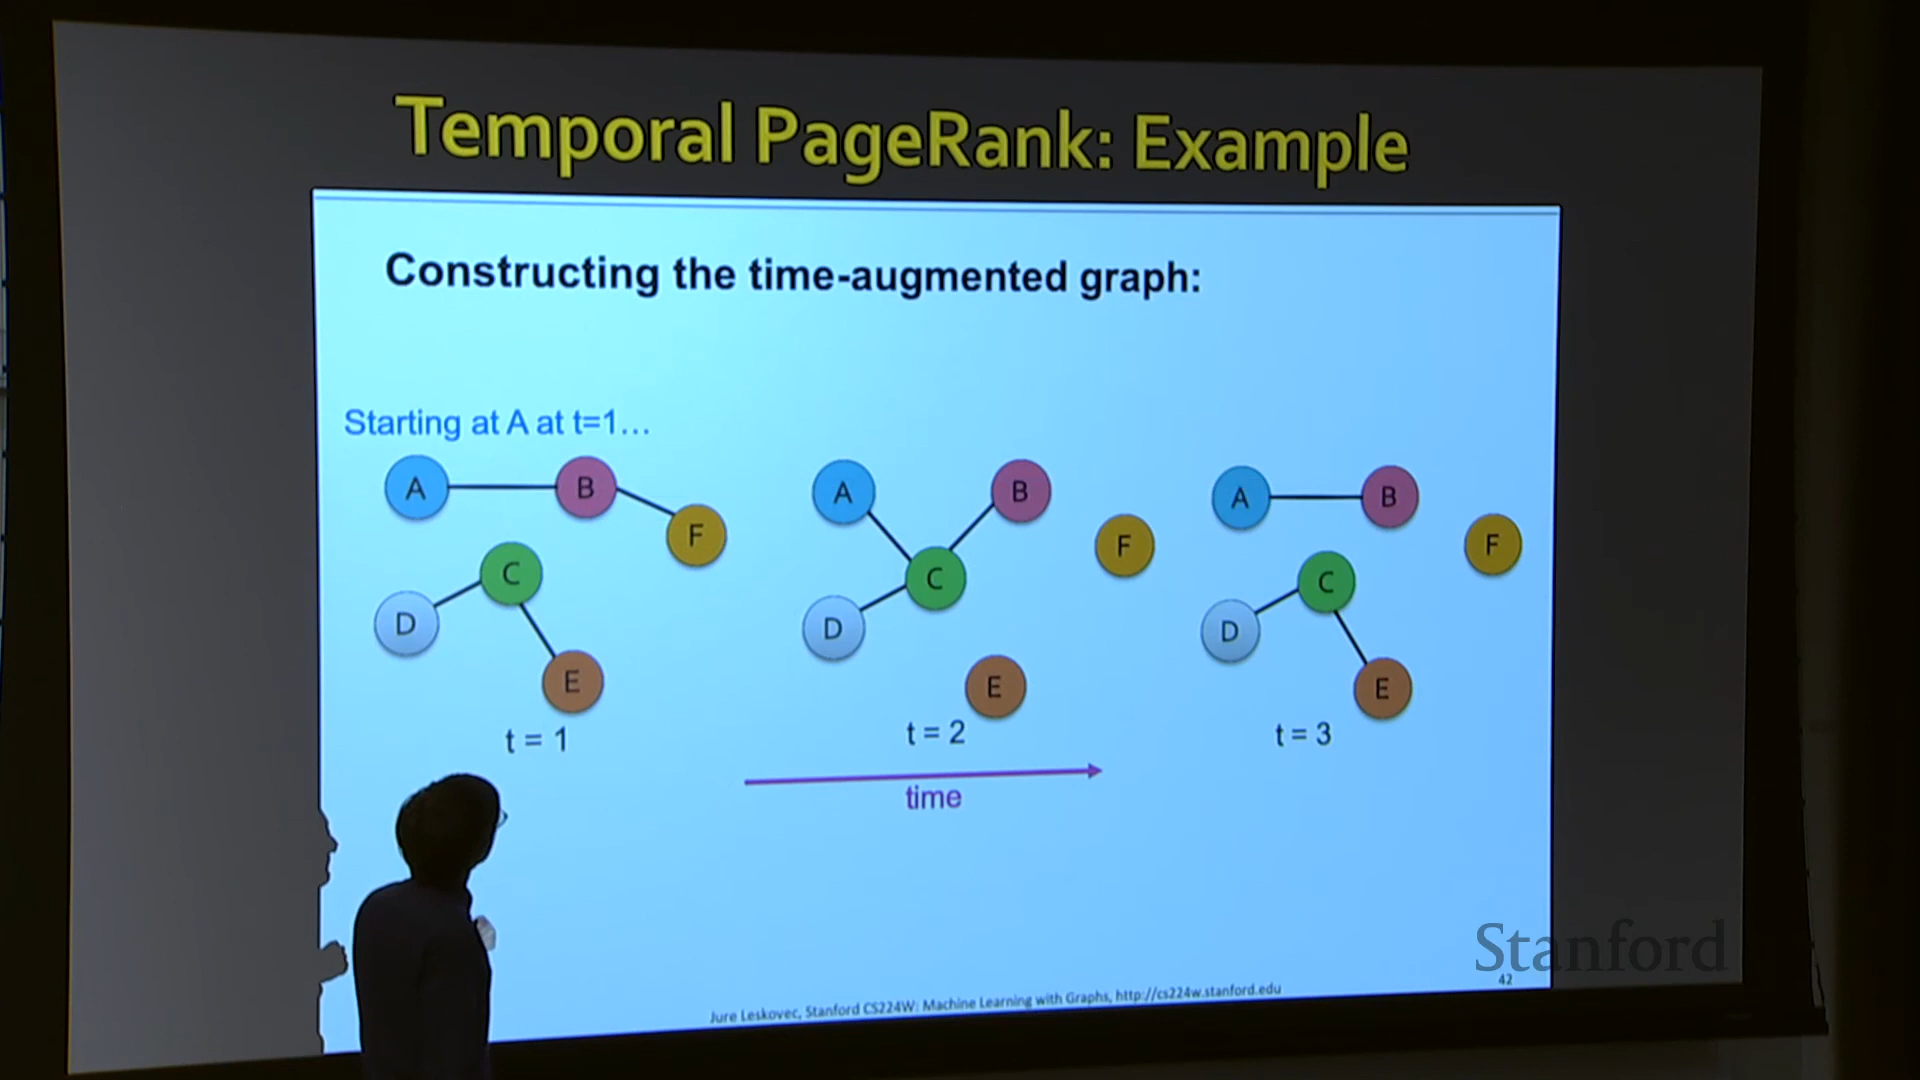 Temporal PageRank: Example
Constructing the time-augmented graph:
Starting at A at t=1...
A B F
C
D
E
t = 1
A B F
C
D
E
t = 2
A B F
C
D
E
t = 3
time
Stanford
42
Jure Leskovec, Stanford CS224W: Machine Learning with Graphs, http://cs224w.stanford.edu